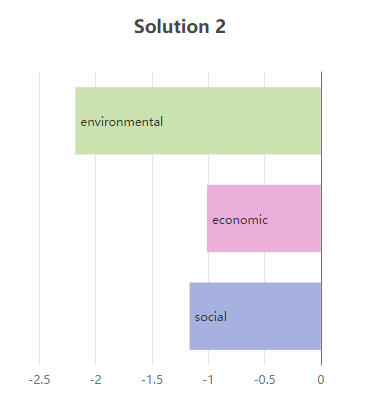 Solution 2
environmental
economic
social
-2.5 -2 -1.5 -1 -0.5 0